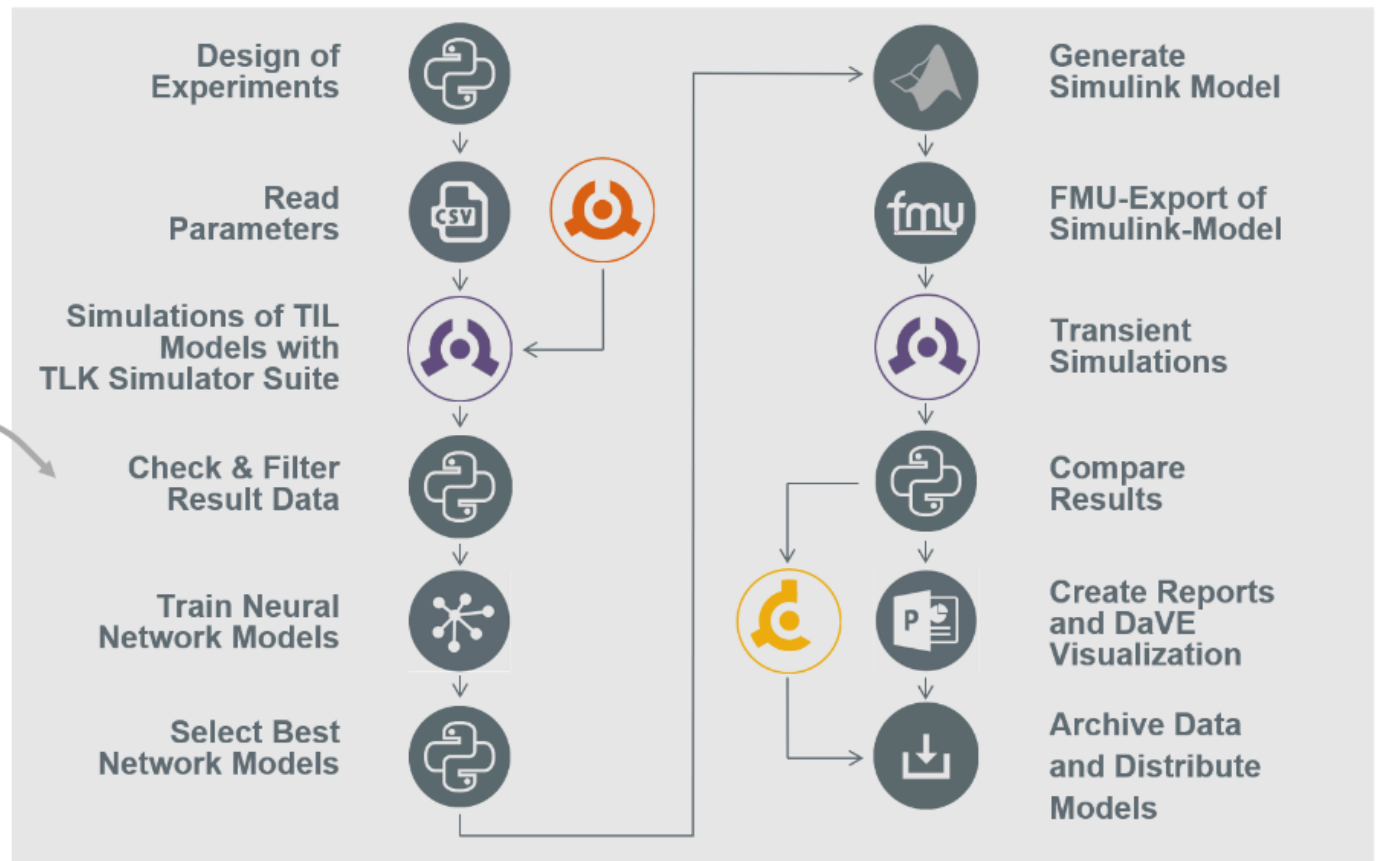 Design of
Experiments
Read
Parameters
CSV
Simulations of TIL
Models with
TLK Simulator Suite
Check & Filter
Result Data
Train Neural
Network Models
Select Best
Network Models
Generate
Simulink Model
fmu
FMU-Export of
Simulink-Model
Transient
Simulations
Compare
Results
P
Create Reports
and DaVE
Visualization
Archive Data
and Distribute
Models